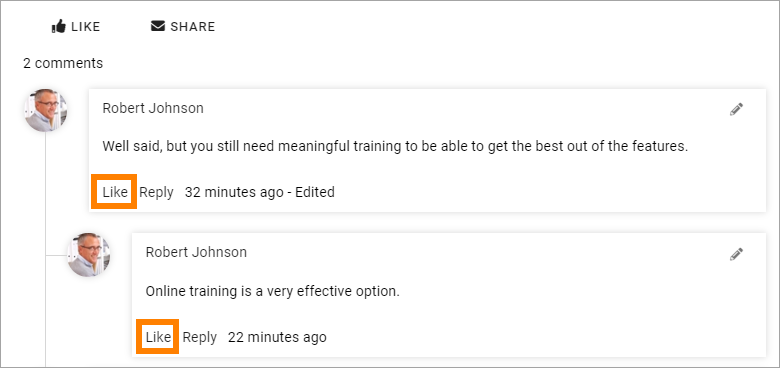 LIKE SHARE
2 comments
Robert Johnson
Well said, but you still need meaningful training to be able to get the best out of the features.
Like Reply 32 minutes ago - Edited
Robert Johnson
Online training is a very effective option.
Like Reply 22 minutes ago